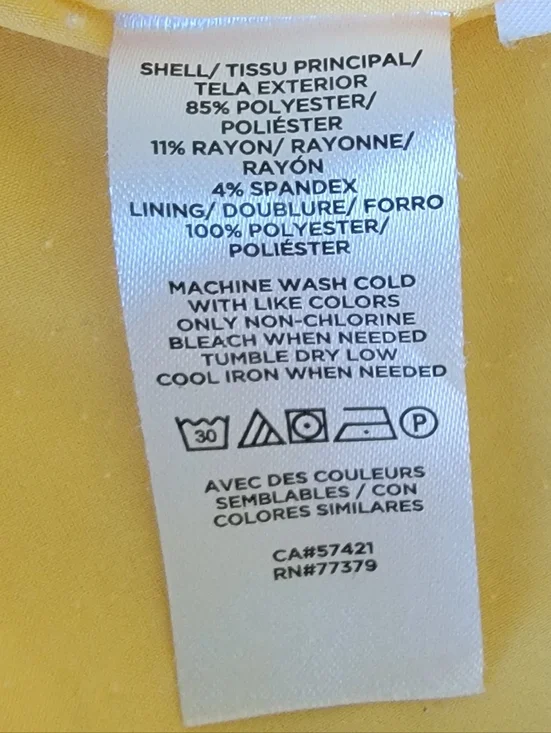 SHELL/ TISSU PRINCIPAL/
TELA EXTERIOR
85% POLYESTER/
POLIÉSTER
11% RAYON/ RAYONNE/
RAYÓN
4% SPANDEX
LINING/ DOUBLURE/ FORRO
100% POLYESTER/
POLIÉSTER
MACHINE WASH COLD
WITH LIKE COLORS
ONLY NON-CHLORINE
BLEACH WHEN NEEDED
TUMBLE DRY LOW
COOL IRON WHEN NEEDED
30 P
AVEC DES COULEURS
SEMBLABLES / CON
COLORES SIMILARES
CA#57421
RN#77379